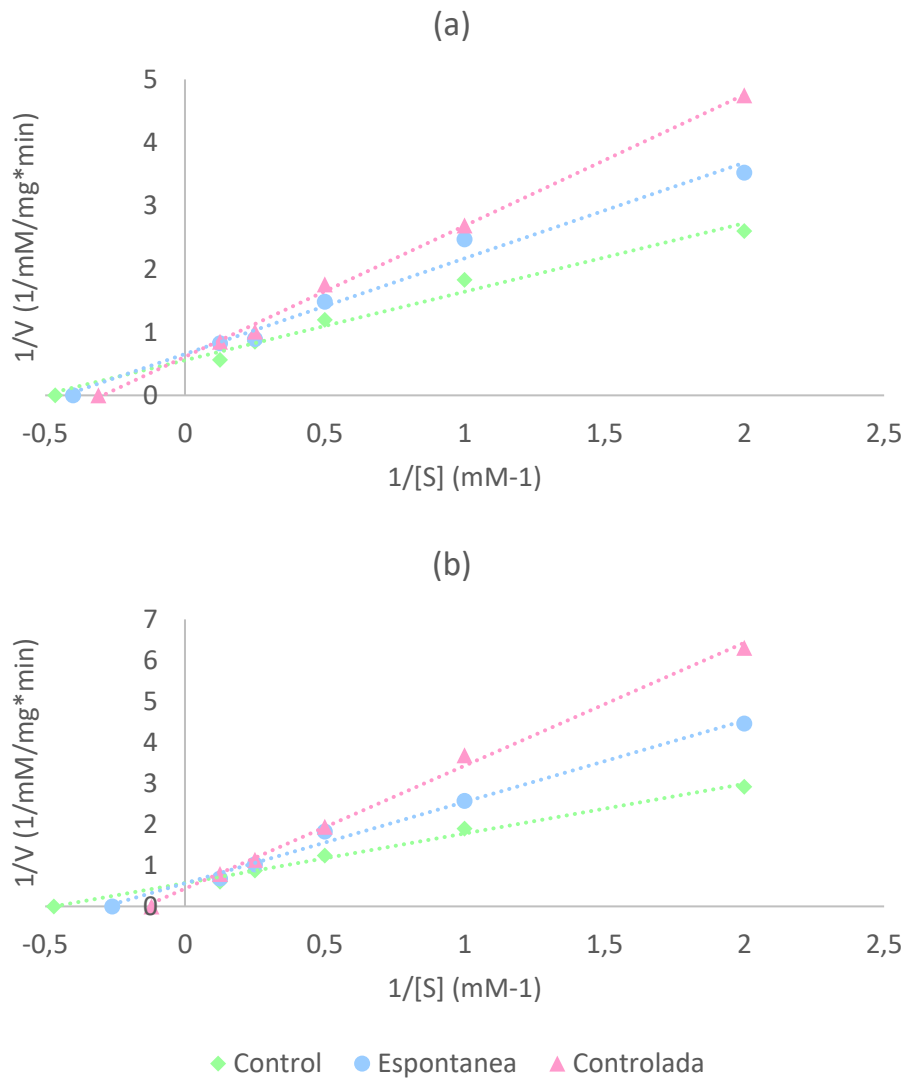 (a)
1/V (1/mM/mg*min)
5
4
3
2
1
0
-0,5 0 0,5 1 1,5 2 2,5
1/[S] (mM-1)
(b)
1/V (1/mM/mg*min)
7
6
5
4
3
2
1
0
-0,5 0 0,5 1 1,5 2 2,5
1/[S] (mM-1)
Control Espontanea Controlada